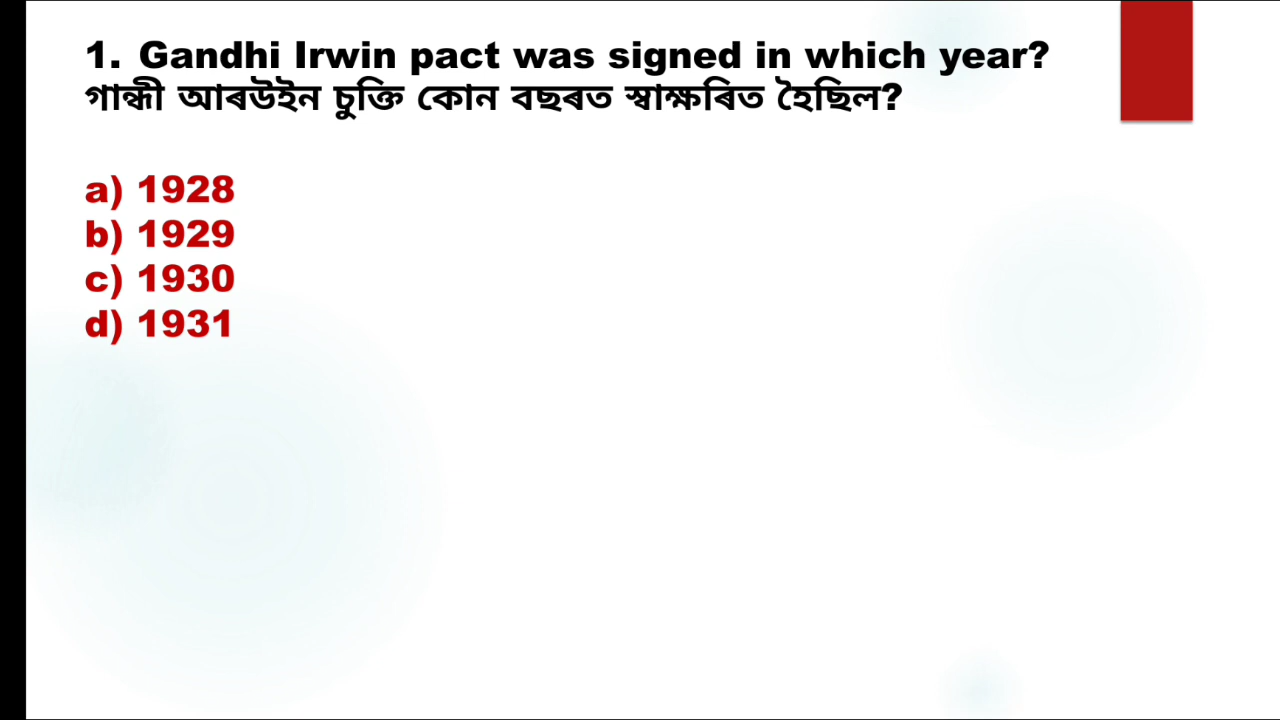 1. Gandhi Irwin pact was signed in which year?
গান্ধী আৰউইন চুক্তি কোন বছৰত স্বাক্ষৰিত হৈছিল?
a) 1928
b) 1929
c) 1930
d) 1931